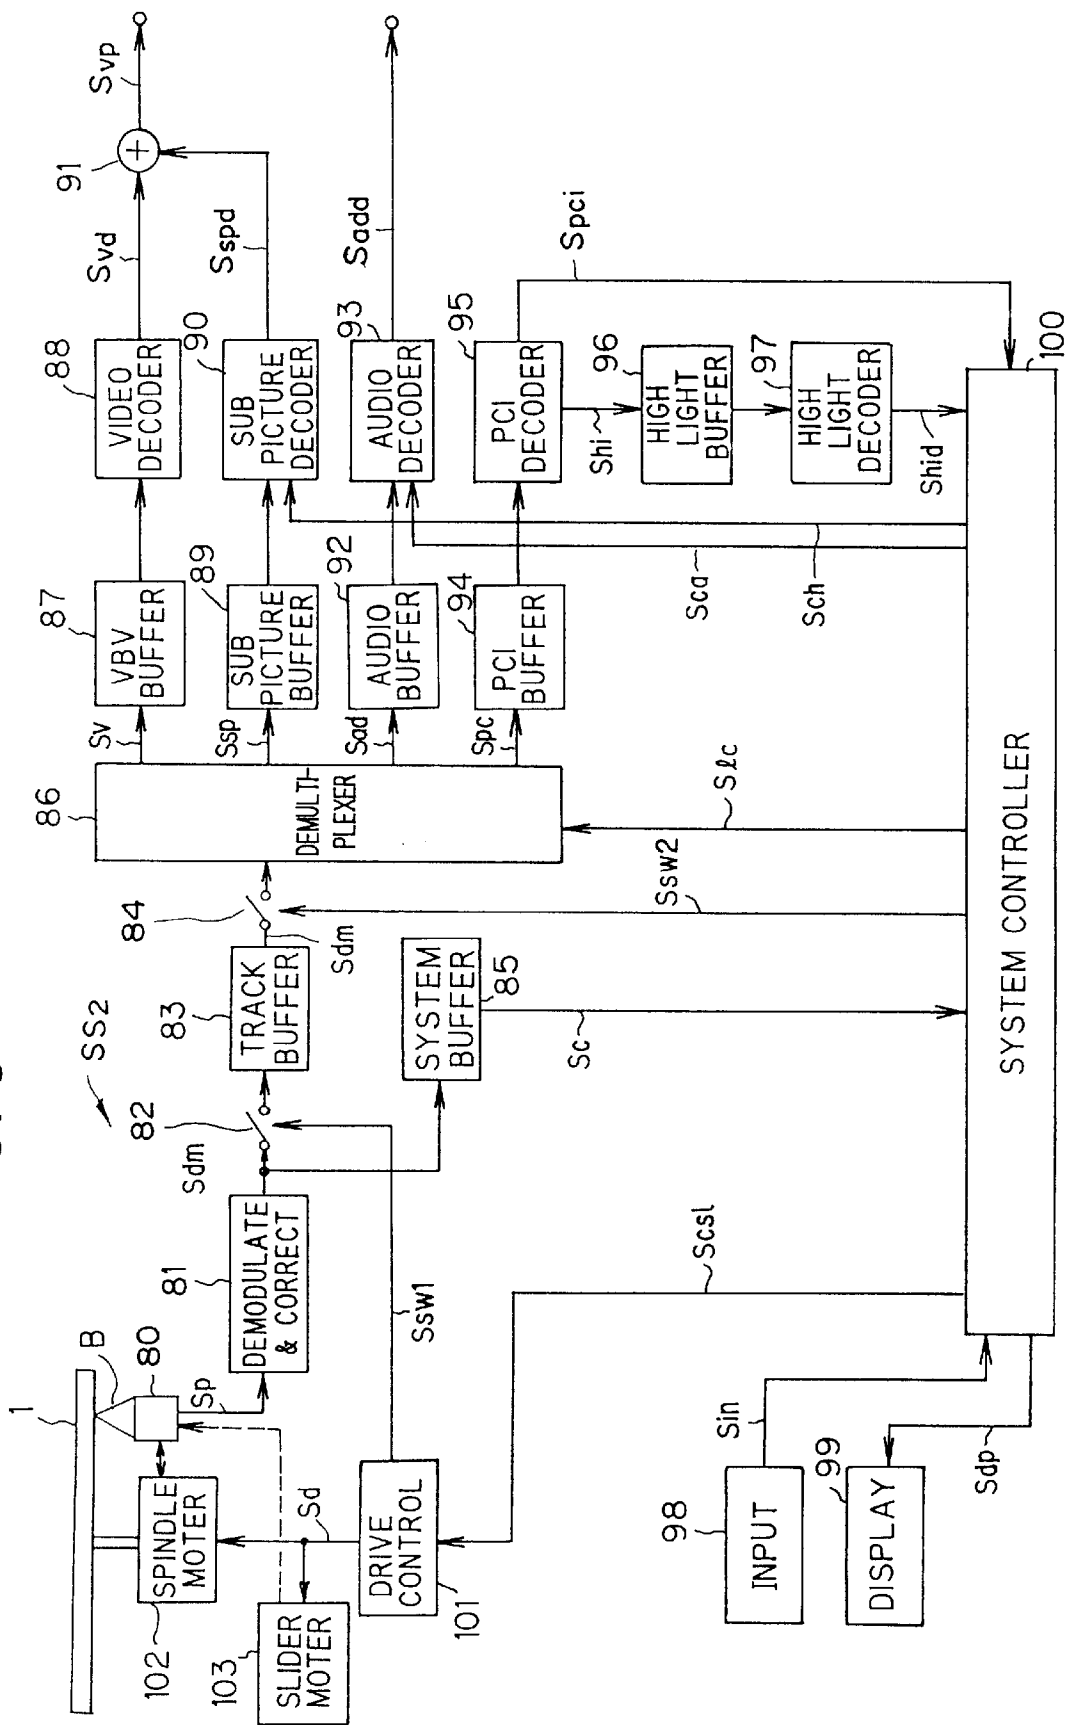 SS2
1
B
80
Sp
SPINDLE
MOTER
102
SLIDER
MOTER
103
Sd
DRIVE
CONTROL
101
DEMODULATE
& CORRECT
81
Sdm
82
Ssw1
TRACK
BUFFER
83
Sdm
84
SYSTEM
BUFFER
85
Sc
Ssw2
Slc
Scsl
DEMULTI-
PLEXER
86
Sv
Ssp
Sad
Spc
VBV
BUFFER
87
SUB
PICTURE
BUFFER
89
AUDIO
BUFFER
92
PCI
BUFFER
94
VIDEO
DECODER
88
SUB
PICTURE
DECODER
90
AUDIO
DECODER
93
PCI
DECODER
95
Svd
Sspd
91
+
Svp
Sadd
Spci
Shi
HIGH
LIGHT
BUFFER
96
HIGH
LIGHT
DECODER
97
Shid
Sca
Sch
INPUT
98
Sin
DISPLAY
99
Sdp
SYSTEM CONTROLLER
100